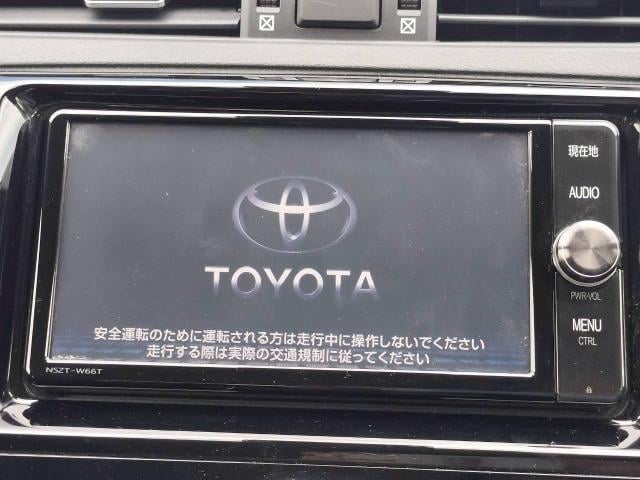 現在地
AUDIO
TOYOTA
PWR-VOL
MENU
CTRL
安全運転のために運転される方は走行中に操作しないでください
走行する際は実際の交通規制に従ってください
NSZT-W66T